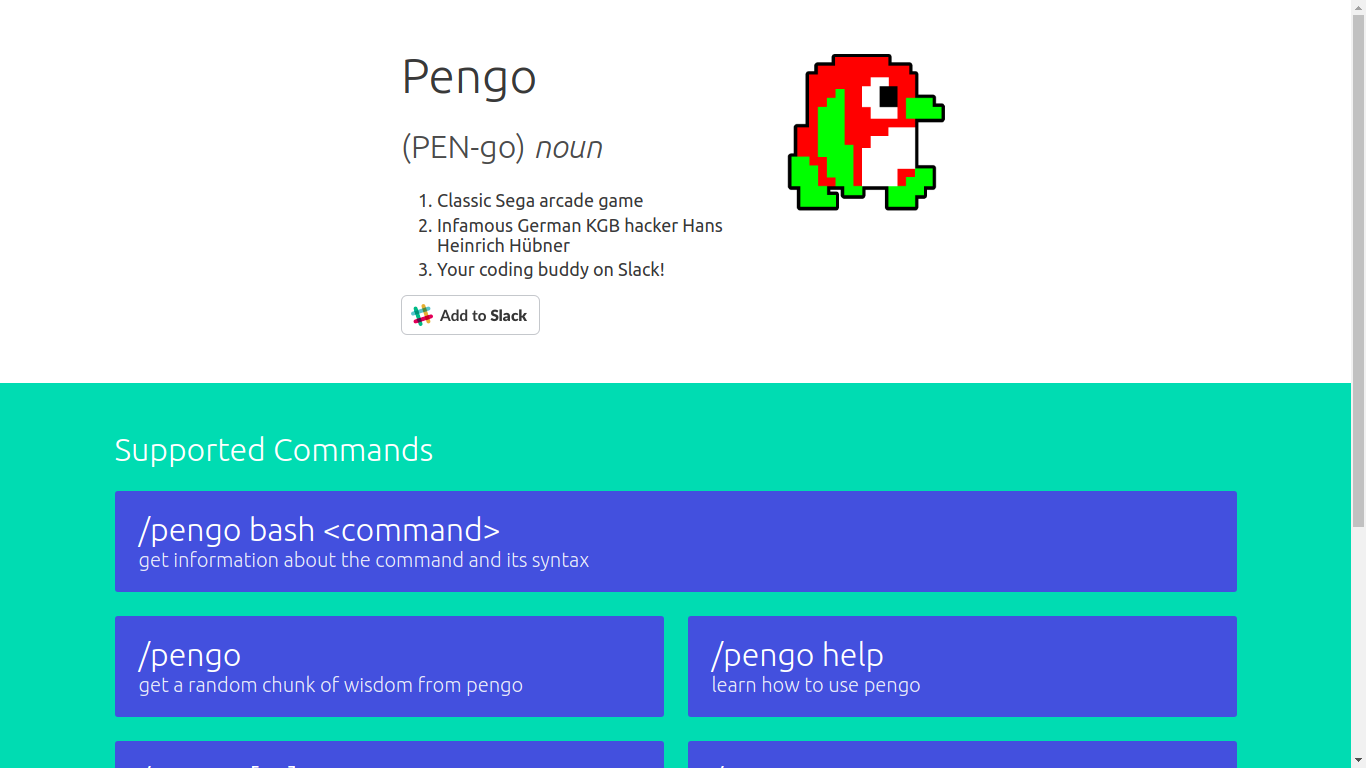 Pengo
(PEN-go) noun
1. Classic Sega arcade game
2. Infamous German KGB hacker Hans
Heinrich Hübner
3. Your coding buddy on Slack!
Add to Slack
Supported Commands
/pengo bash <command>
get information about the command and its syntax
/pengo
get a random chunk of wisdom from pengo
/pengo help
learn how to use pengo